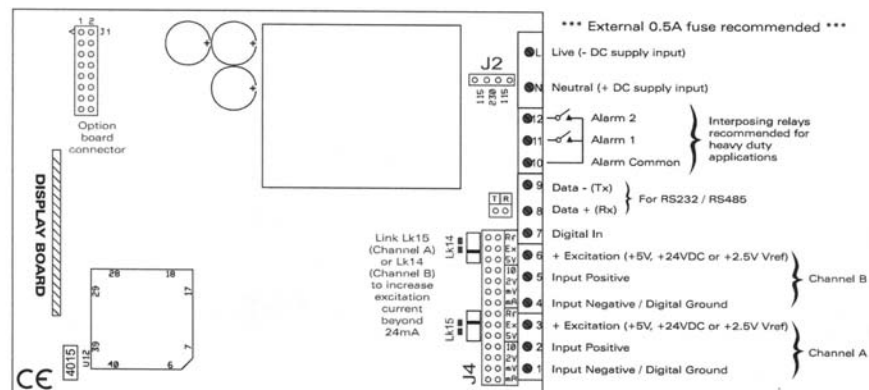 *** External 0.5A fuse recommended ***
1 2
J1
Option
board
connector
DISPLAY BOARD
28
18
29
17
39
7
40
6
U12
4015
CE
J2
115
230
115
L
Live (- DC supply input)
N
Neutral (+ DC supply input)
12
Alarm 2
11
Alarm 1
10
Alarm Common
Interposing relays
recommended for
heavy duty
applications
9
Data - (Tx)
8
Data + (Rx)
For RS232 / RS485
T R
7
Digital In
Link Lk15
(Channel A)
or Lk14
(Channel B)
to increase
excitation
current
beyond
24mA
Lk14
Rf
Ex
5V
10
2V
mV
mA
6
+ Excitation (+5V, +24VDC or +2.5V Vref)
5
Input Positive
4
Input Negative / Digital Ground
Channel B
Lk15
Rf
Ex
5V
10
2V
mV
mA
J4
3
+ Excitation (+5V, +24VDC or +2.5V Vref)
2
Input Positive
1
Input Negative / Digital Ground
Channel A